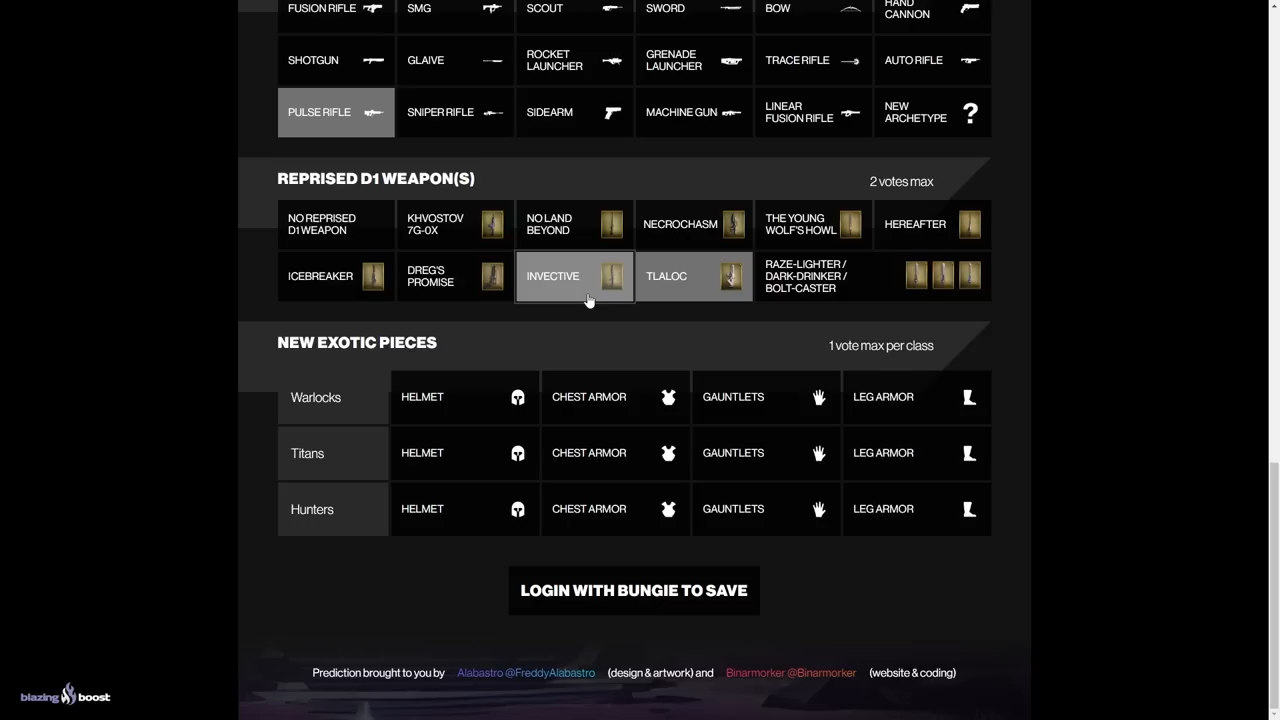 FUSION RIFLE
SMG
SCOUT
SWORD
BOW
HAND
CANNON
SHOTGUN
GLAIVE
ROCKET
LAUNCHER
GRENADE
LAUNCHER
TRACE RIFLE
AUTO RIFLE
PULSE RIFLE
SNIPER RIFLE
SIDEARM
MACHINE GUN
LINEAR
FUSION RIFLE
NEW
ARCHETYPE
?
REPRISED D1 WEAPON(S)
2 votes max
NO REPRISED
D1 WEAPON
KHVOSTOV
7G-0X
NO LAND
BEYOND
NECROCHASM
THE YOUNG
WOLF'S HOWL
HEREAFTER
ICEBREAKER
DREG'S
PROMISE
INVECTIVE
TLALOC
RAZE-LIGHTER /
DARK-DRINKER /
BOLT-CASTER
NEW EXOTIC PIECES
1 vote max per class
Warlocks
HELMET
CHEST ARMOR
GAUNTLETS
LEG ARMOR
Titans
HELMET
CHEST ARMOR
GAUNTLETS
LEG ARMOR
Hunters
HELMET
CHEST ARMOR
GAUNTLETS
LEG ARMOR
LOGIN WITH BUNGIE TO SAVE
Prediction brought to you by Alabastro @FreddyAlabastro (design & artwork) and Binarmorker @Binarmorker (website & coding)
blazing boost